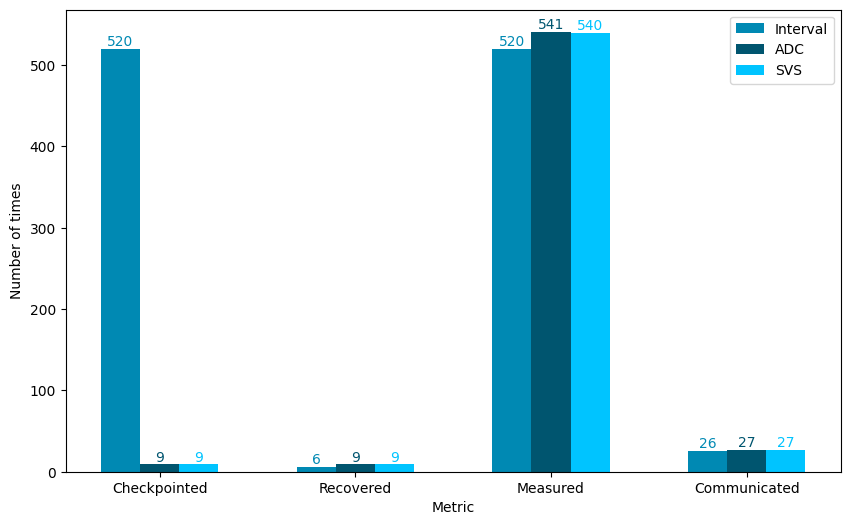 Number of times
500
400
300
200
100
0
520
9
9
6
9
9
520
541
540
26
27
27
Checkpointed
Recovered
Measured
Communicated
Metric
Interval
ADC
SVS